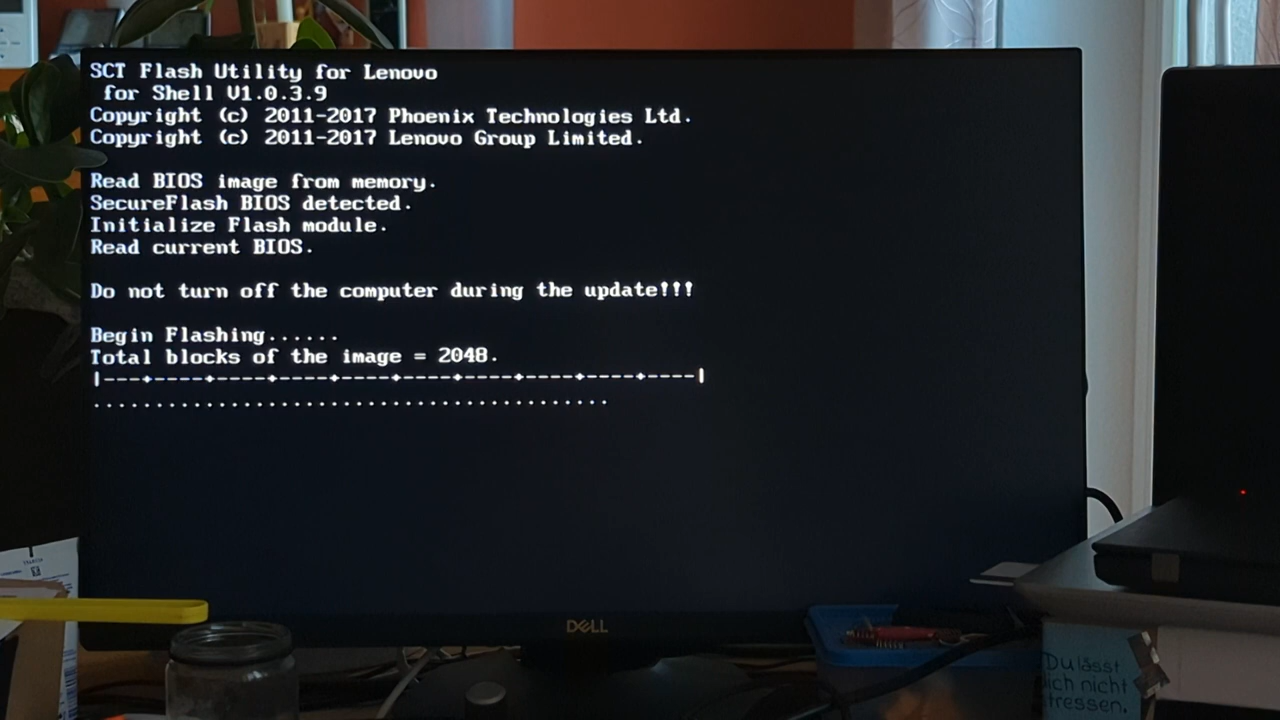 SCT Flash Utility for Lenovo
for Shell V1.0.3.9
Copyright (c) 2011-2017 Phoenix Technologies Ltd.
Copyright (c) 2011-2017 Lenovo Group Limited.
Read BIOS image from memory.
SecureFlash BIOS detected.
Initialize Flash module.
Read current BIOS.
Do not turn off the computer during the update!!!
Begin Flashing......
Total blocks of the image = 2048.
|---+----+----+----+----+----+----+----+----+----|
..........................................
DELL
Du lässt
dich nicht
stressen.